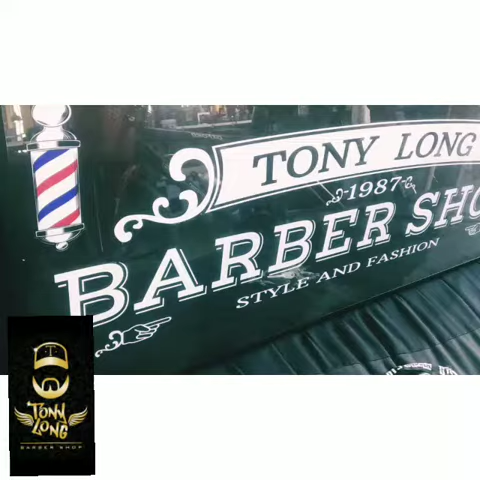 TONY LONG
-1987-
BARBER SHO
STYLE AND FASHION
TONY
LONG
BARBER SHOP